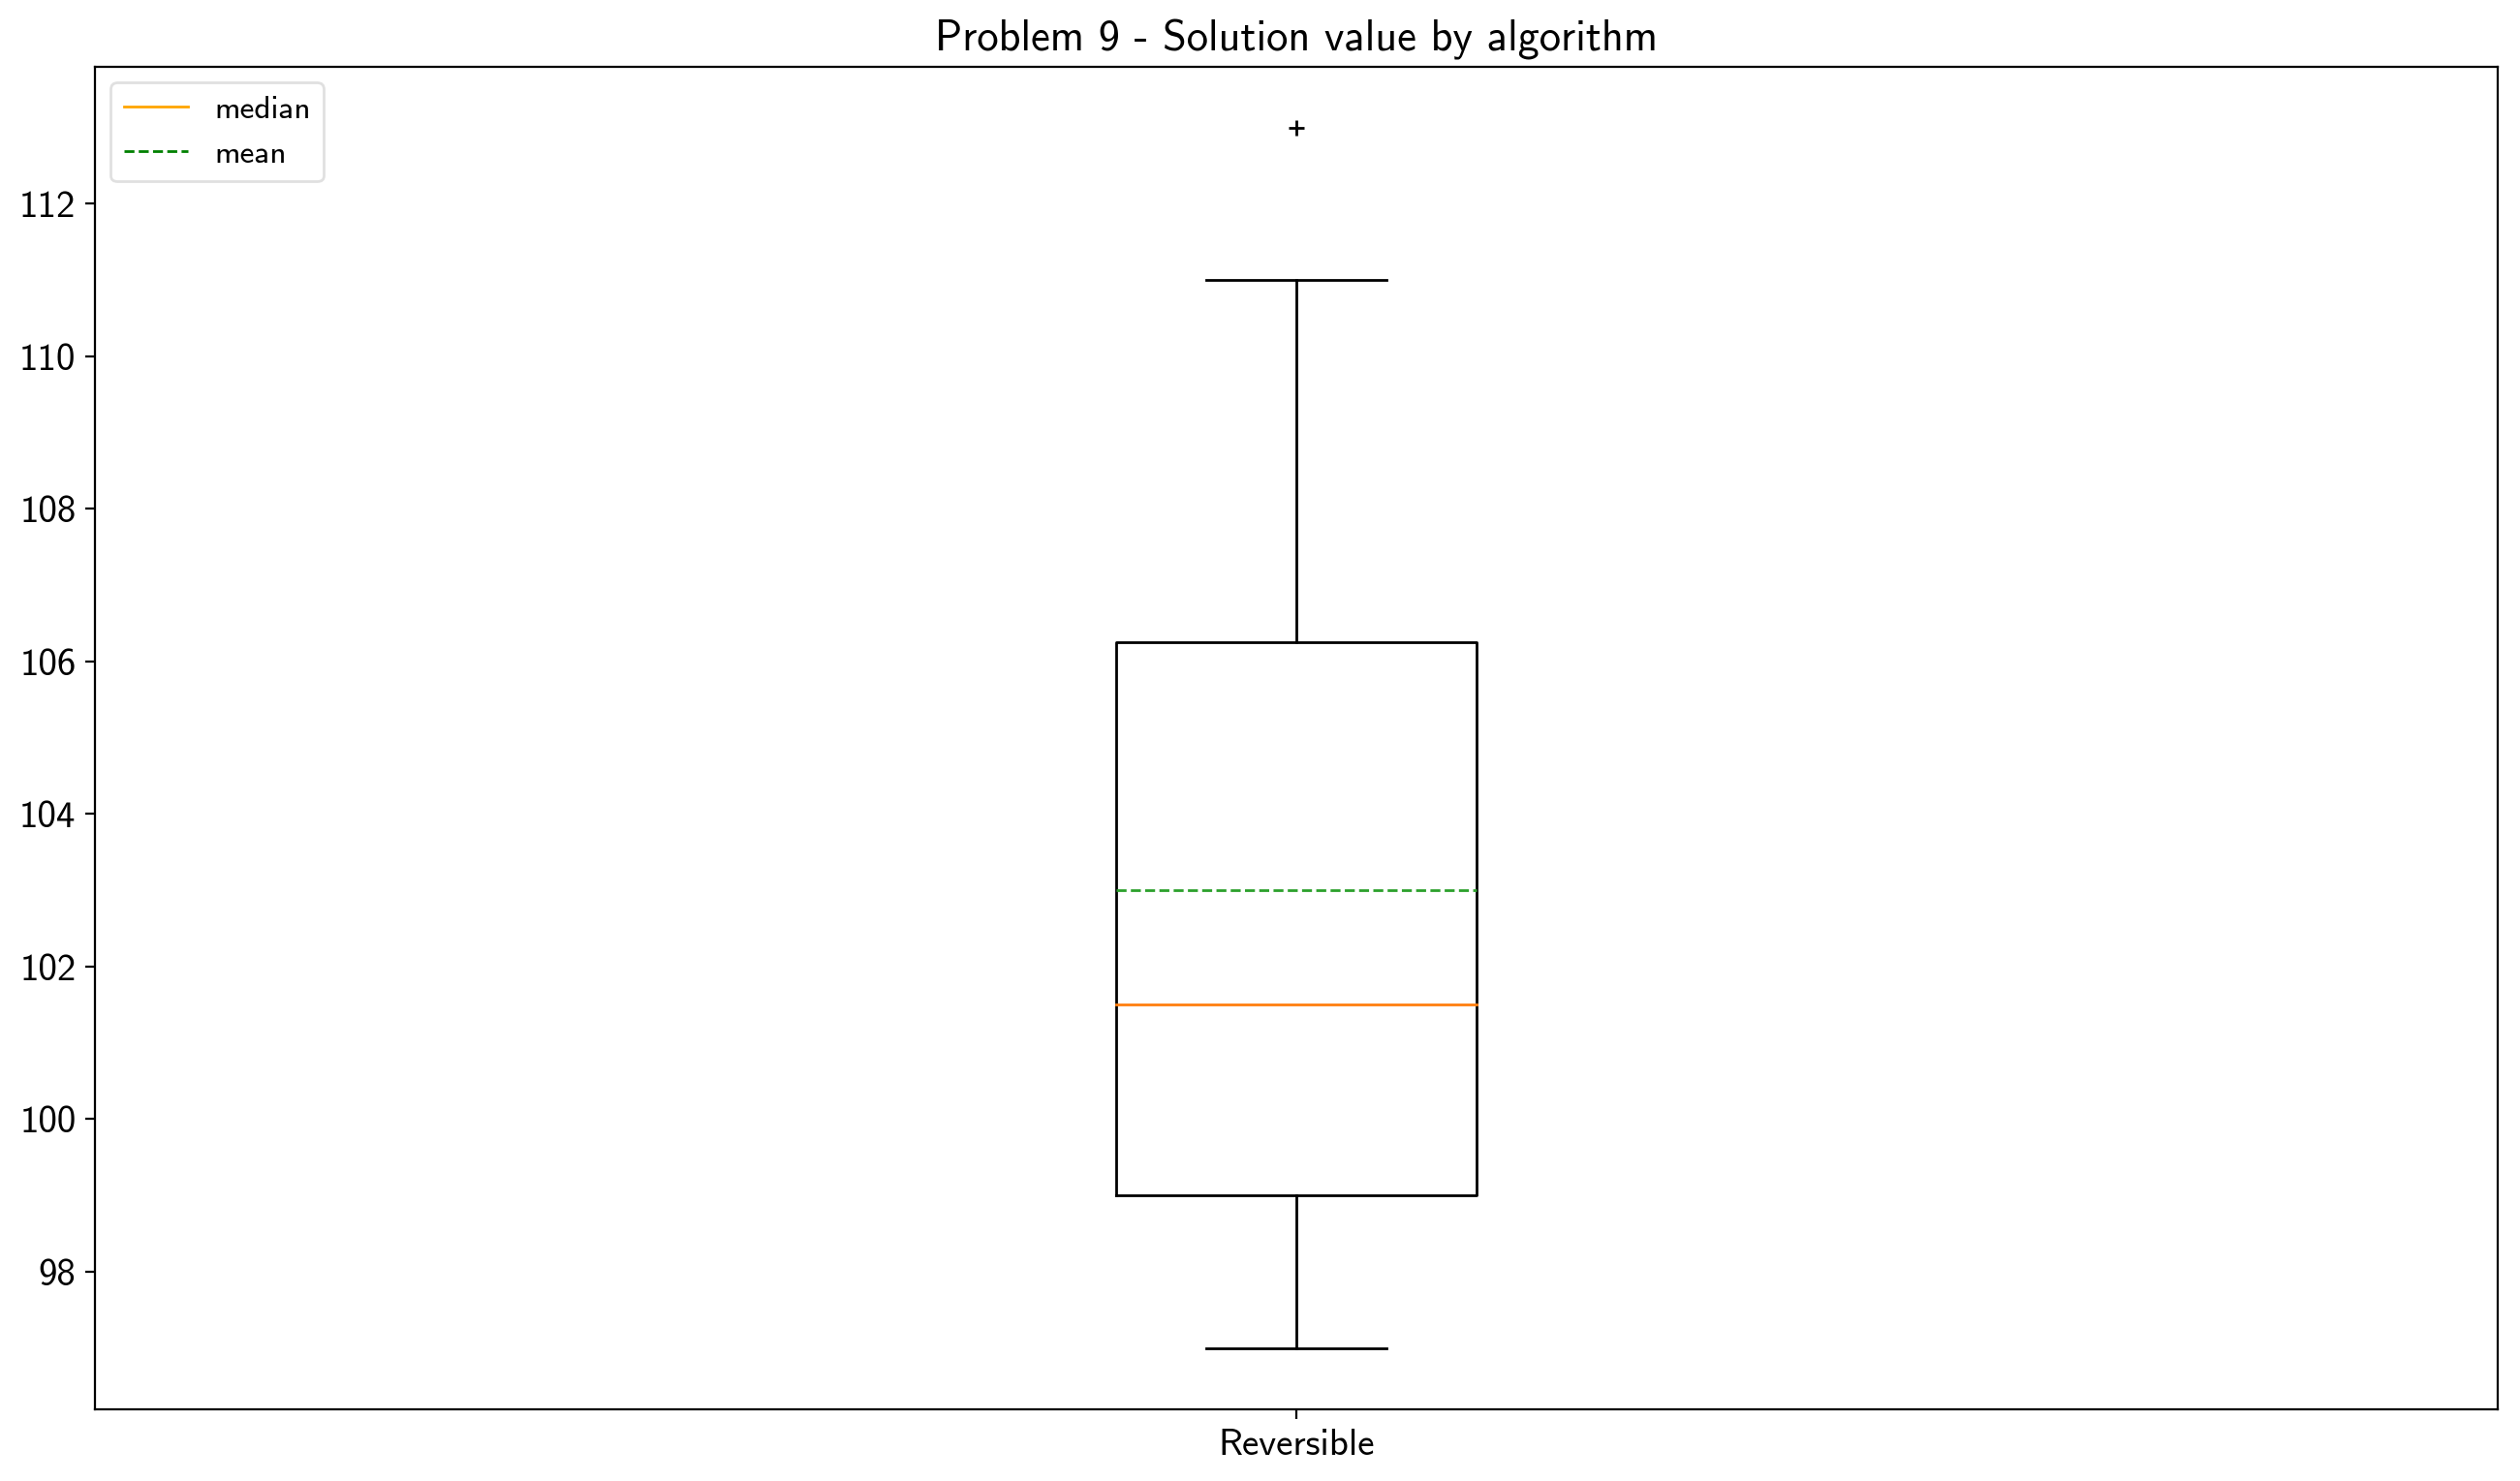 Problem 9 - Solution value by algorithm
median
mean
112
110
108
106
104
102
100
98
Reversible